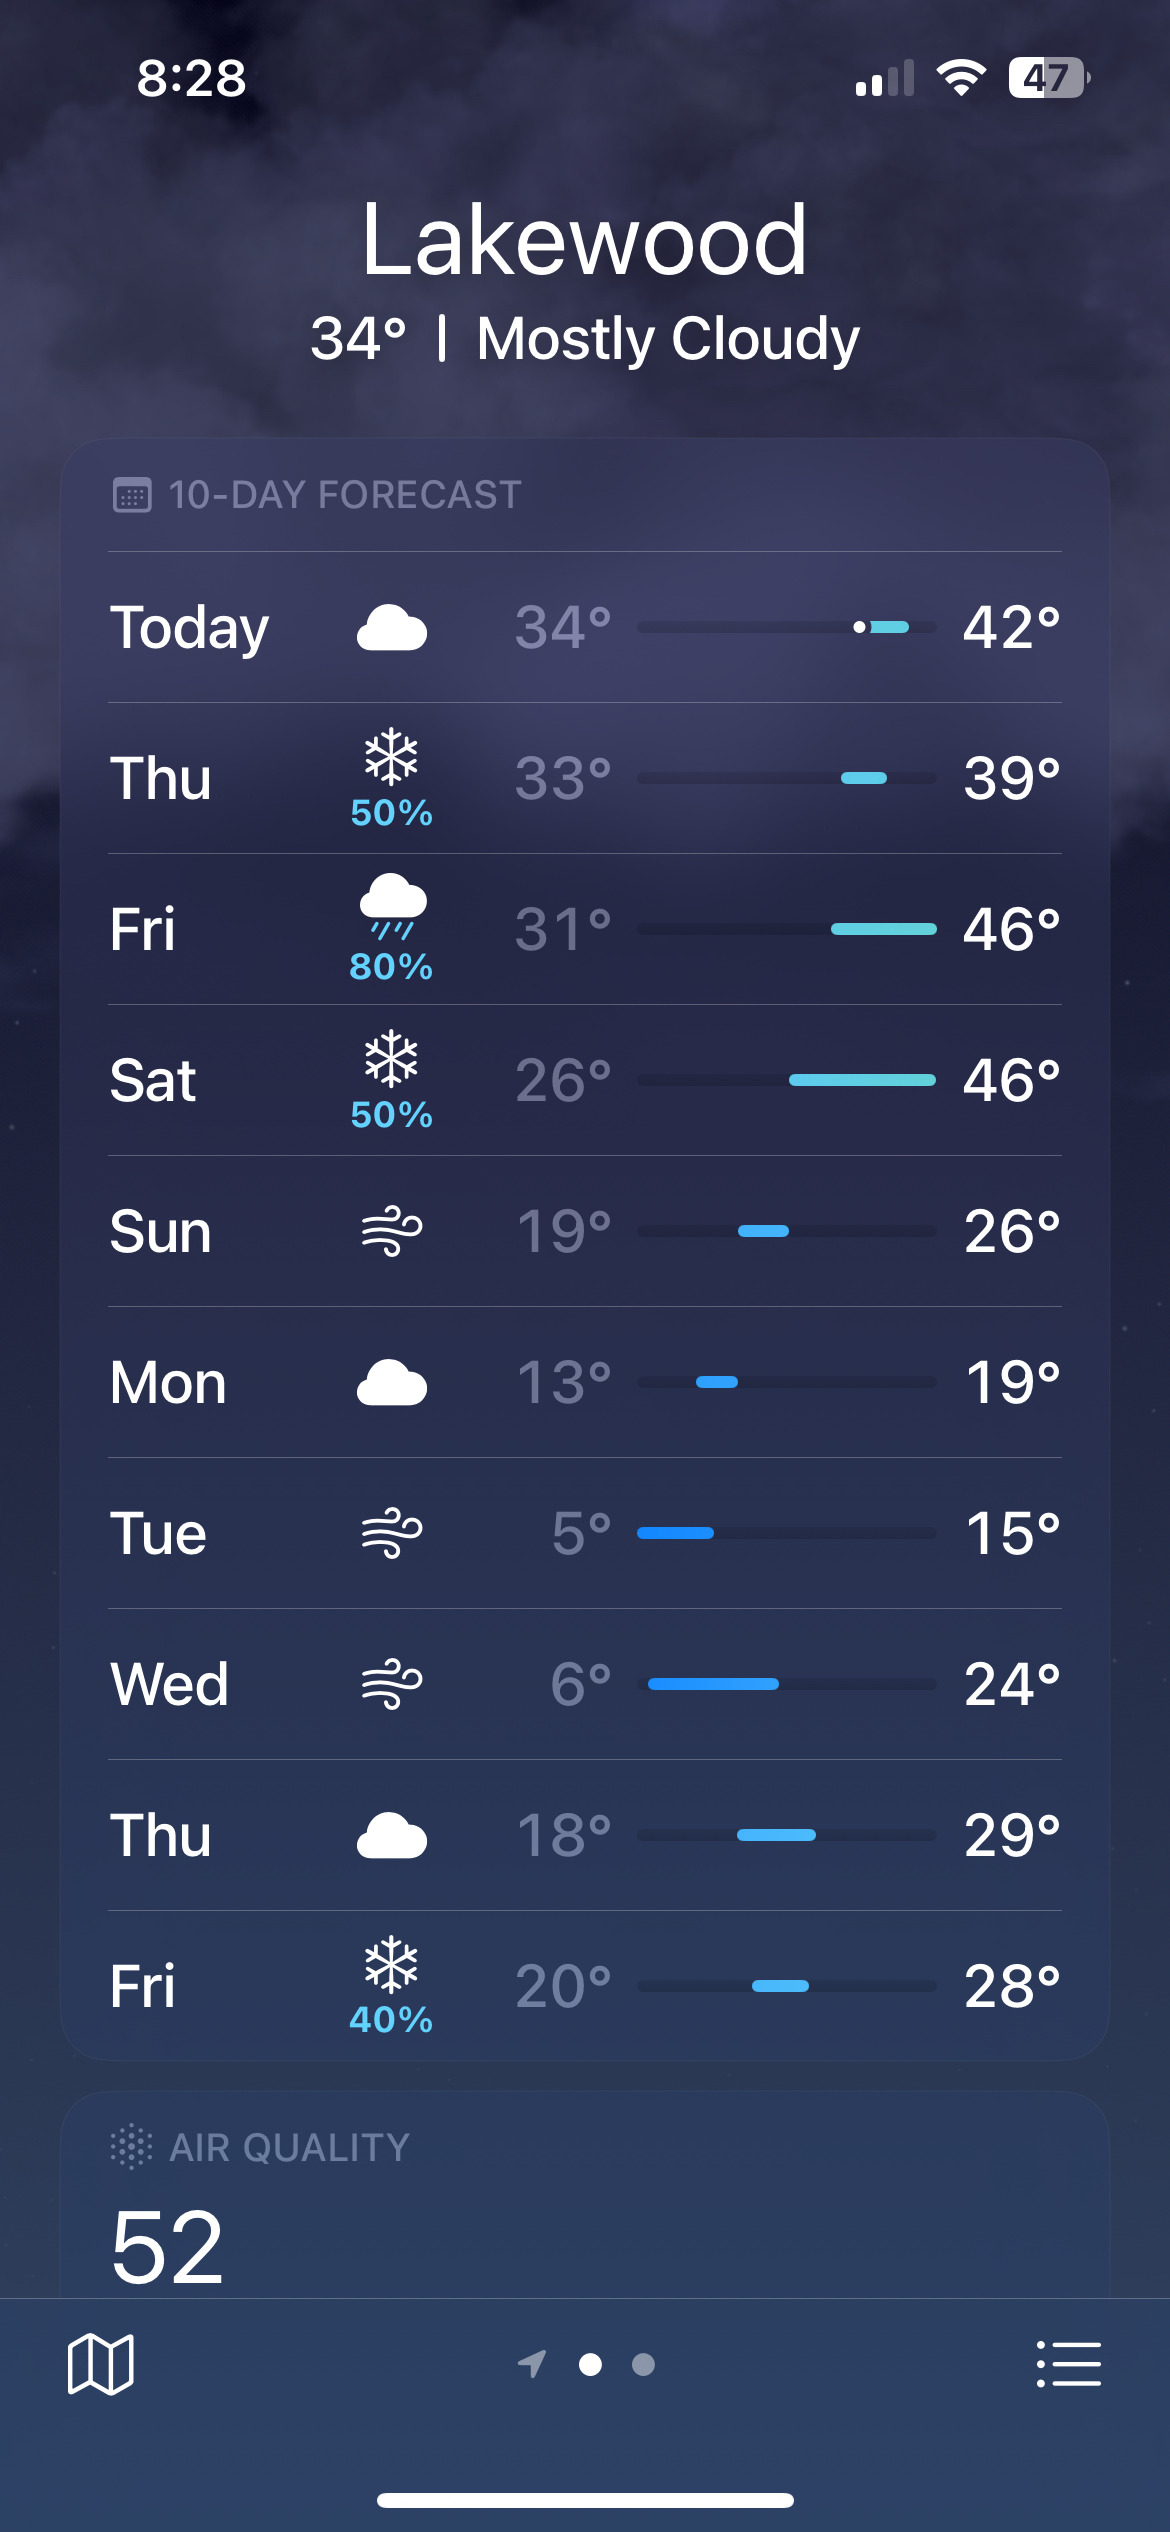 8:28
47
Lakewood
34° | Mostly Cloudy
10-DAY FORECAST
Today 34° 42°
Thu 50% 33° 39°
Fri 80% 31° 46°
Sat 50% 26° 46°
Sun 19° 26°
Mon 13° 19°
Tue 5° 15°
Wed 6° 24°
Thu 18° 29°
Fri 40% 20° 28°
AIR QUALITY
52